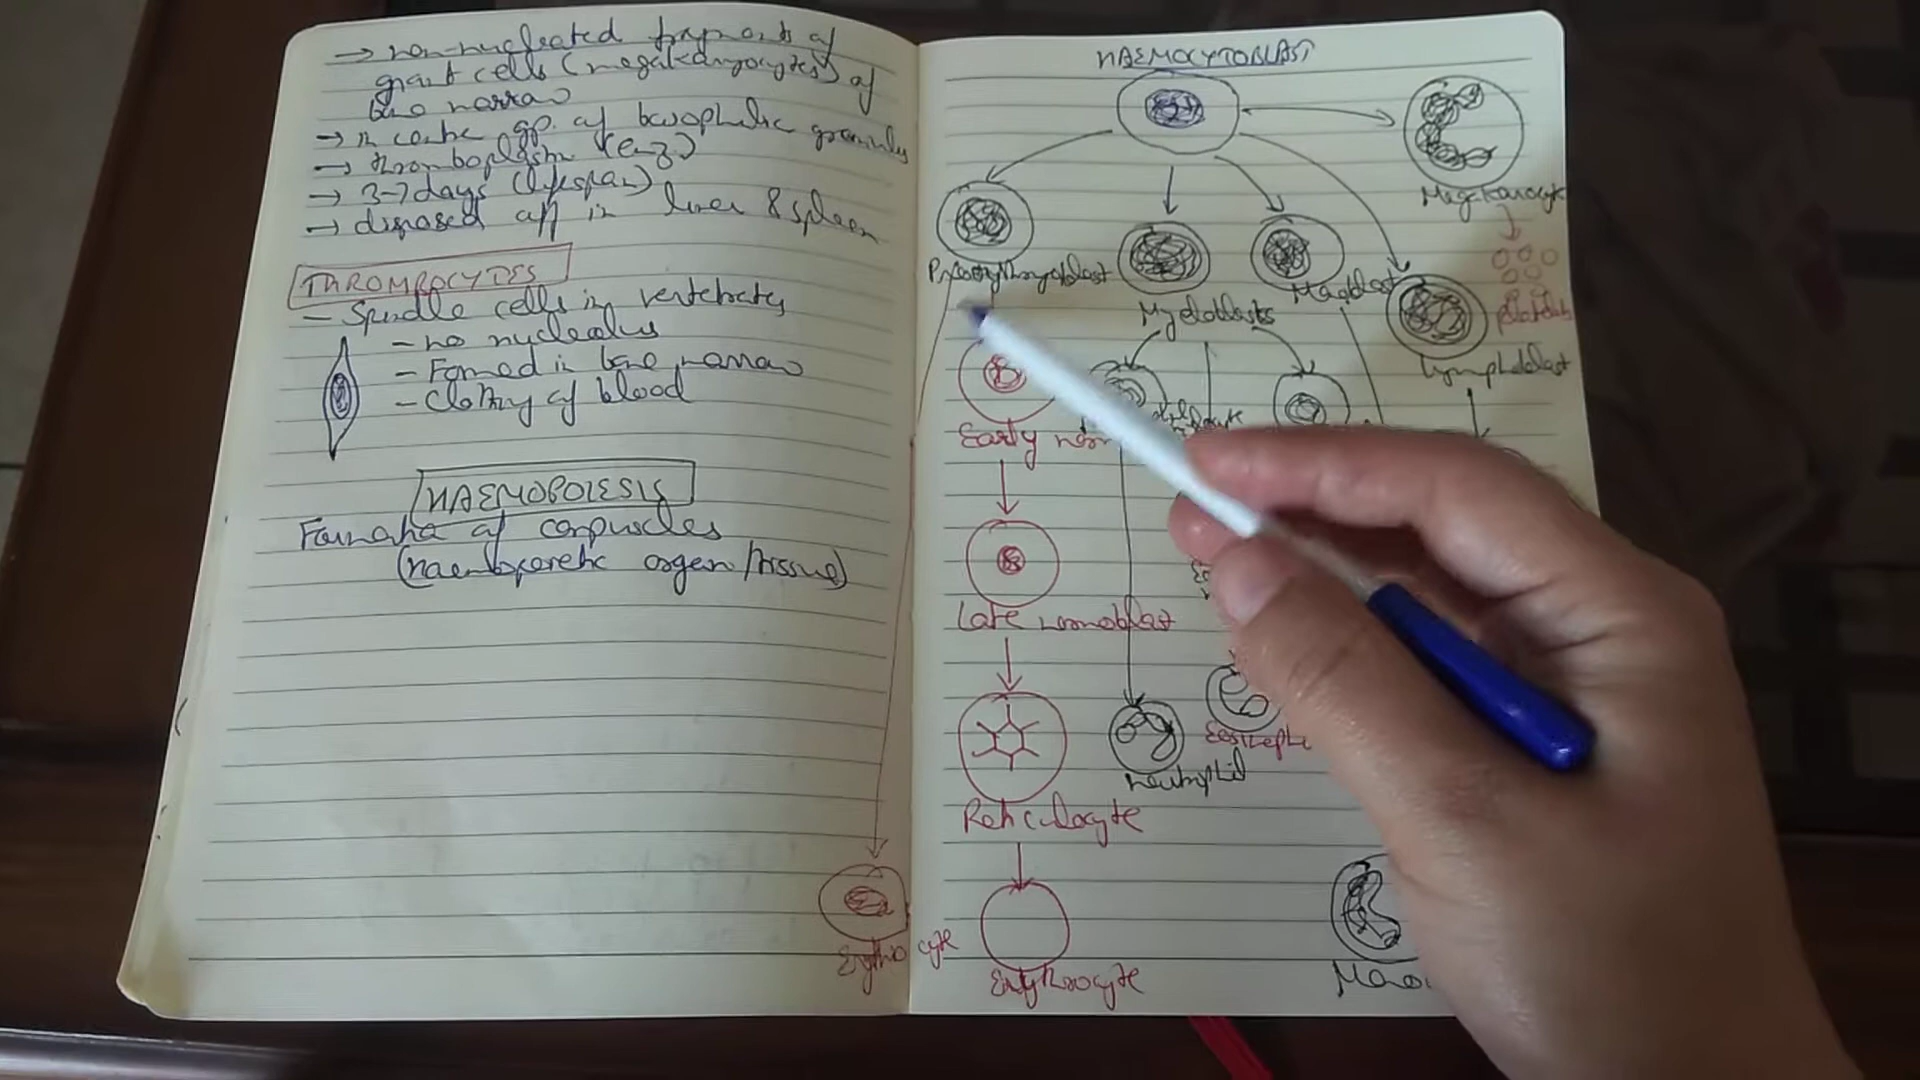 → non-nucleated fragments of
giant cells (megakaryocytes) of
bone marrow
→ in centre gp. of basophilic granules
→ thromboplastin (enz)
→ 3-7 days (lifespan)
→ disposed off in liver & spleen
THROMBOCYTES
- Spindle cells in vertebrates
- no nucleolus
- Formed in bone marrow
- Clotting of blood
HAEMOPOIESIS
Formation of corpuscles
(haemopoietic organ/tissue)
Erythrocyte
HAEMOCYTOBLAST
Megakaryocyte
Platelets
Myeloblasts
Lymphoblast
Early
Late normoblast
Reticulocyte
Erythrocyte
Neutrophil